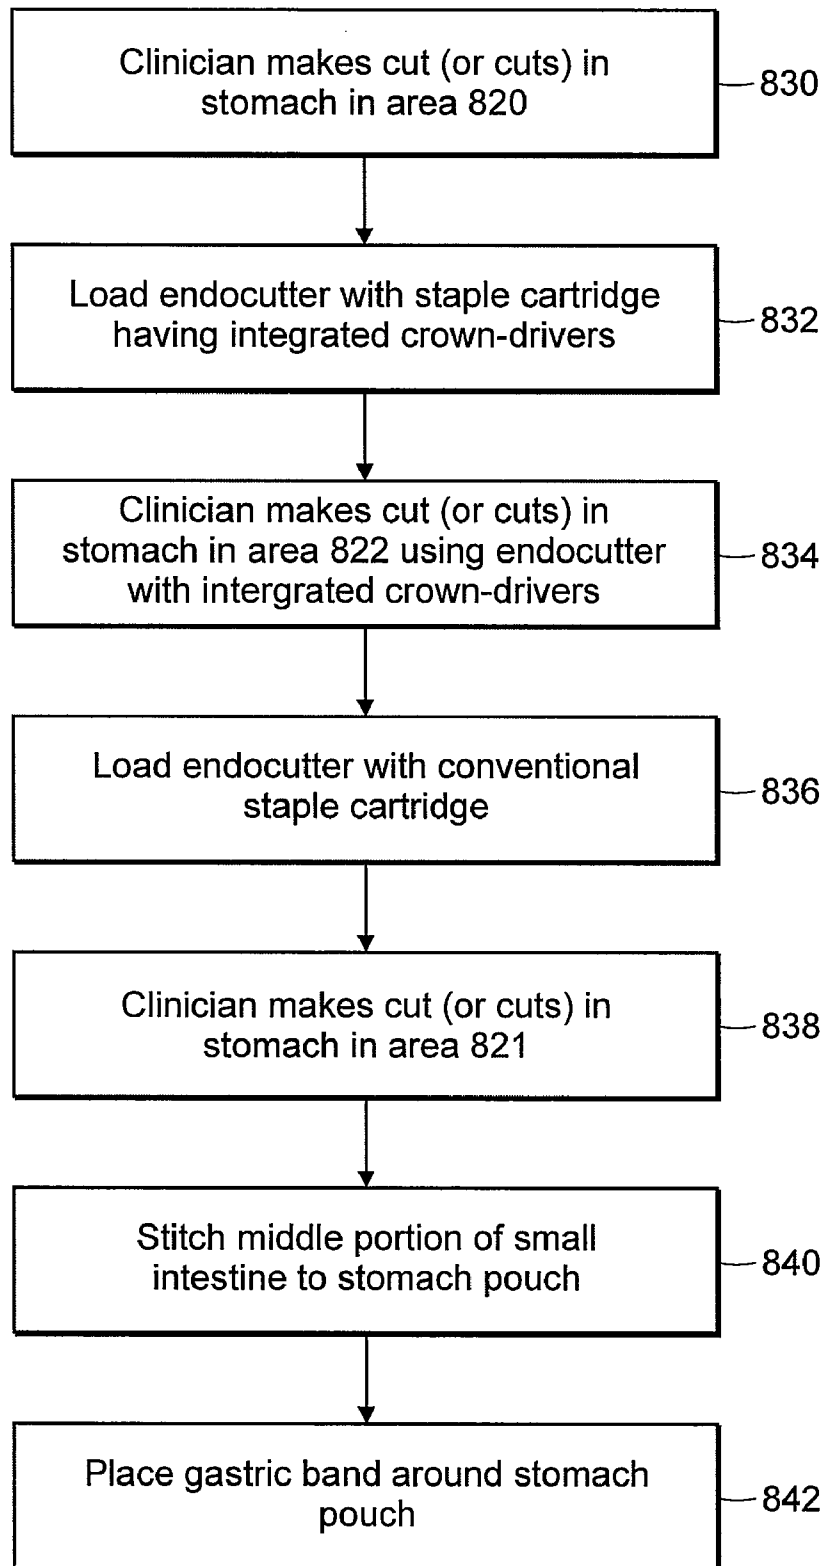 Clinician makes cut (or cuts) in
stomach in area 820
830
Load endocutter with staple cartridge
having integrated crown-drivers
832
Clinician makes cut (or cuts) in
stomach in area 822 using endocutter
with intergrated crown-drivers
834
Load endocutter with conventional
staple cartridge
836
Clinician makes cut (or cuts) in
stomach in area 821
838
Stitch middle portion of small
intestine to stomach pouch
840
Place gastric band around stomach
pouch
842